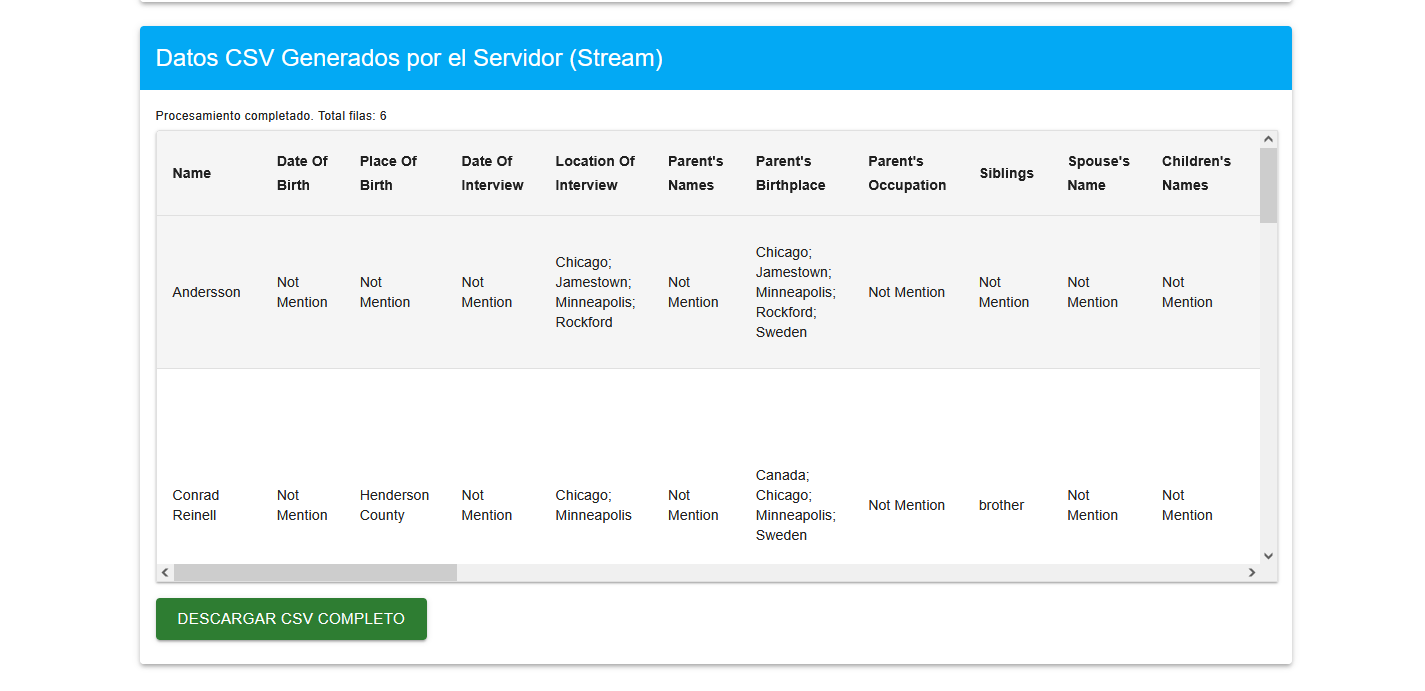 Datos CSV Generados por el Servidor (Stream)
Procesamiento completado. Total filas: 6
Name
Date Of
Birth
Place Of
Birth
Date Of
Interview
Location Of
Interview
Parent's
Names
Parent's
Birthplace
Parent's
Occupation
Siblings
Spouse's
Name
Children's
Names
Andersson
Not
Mention
Not
Mention
Not
Mention
Chicago;
Jamestown;
Minneapolis;
Rockford
Not
Mention
Chicago;
Jamestown;
Minneapolis;
Rockford;
Sweden
Not Mention
Not
Mention
Not
Mention
Not
Mention
Conrad
Reinell
Not
Mention
Henderson
County
Not
Mention
Chicago;
Minneapolis
Not
Mention
Canada;
Chicago;
Minneapolis;
Sweden
Not Mention
brother
Not
Mention
Not
Mention
DESCARGAR CSV COMPLETO